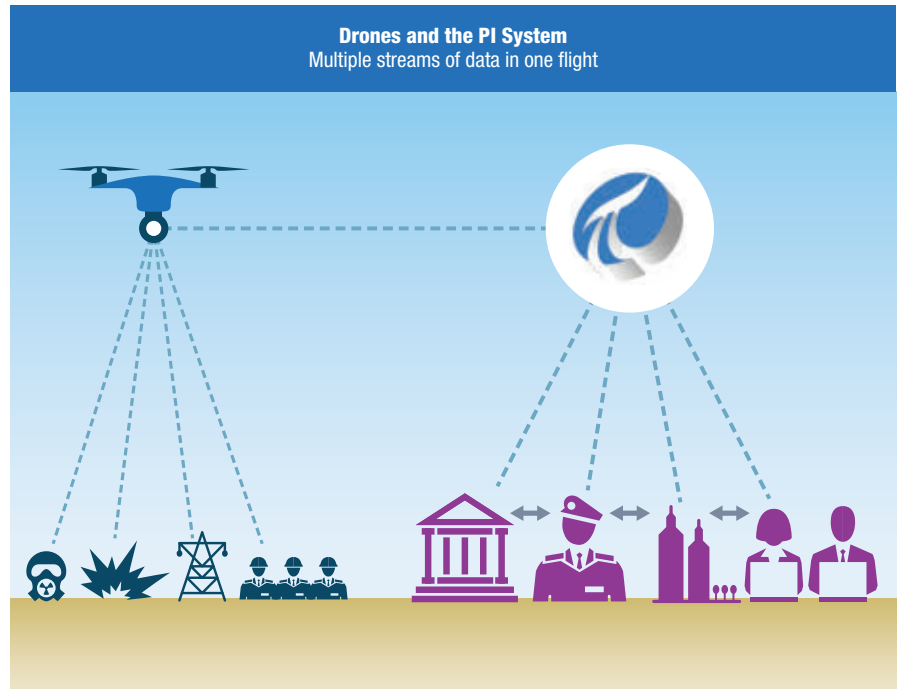 Drones and the PI System
Multiple streams of data in one flight